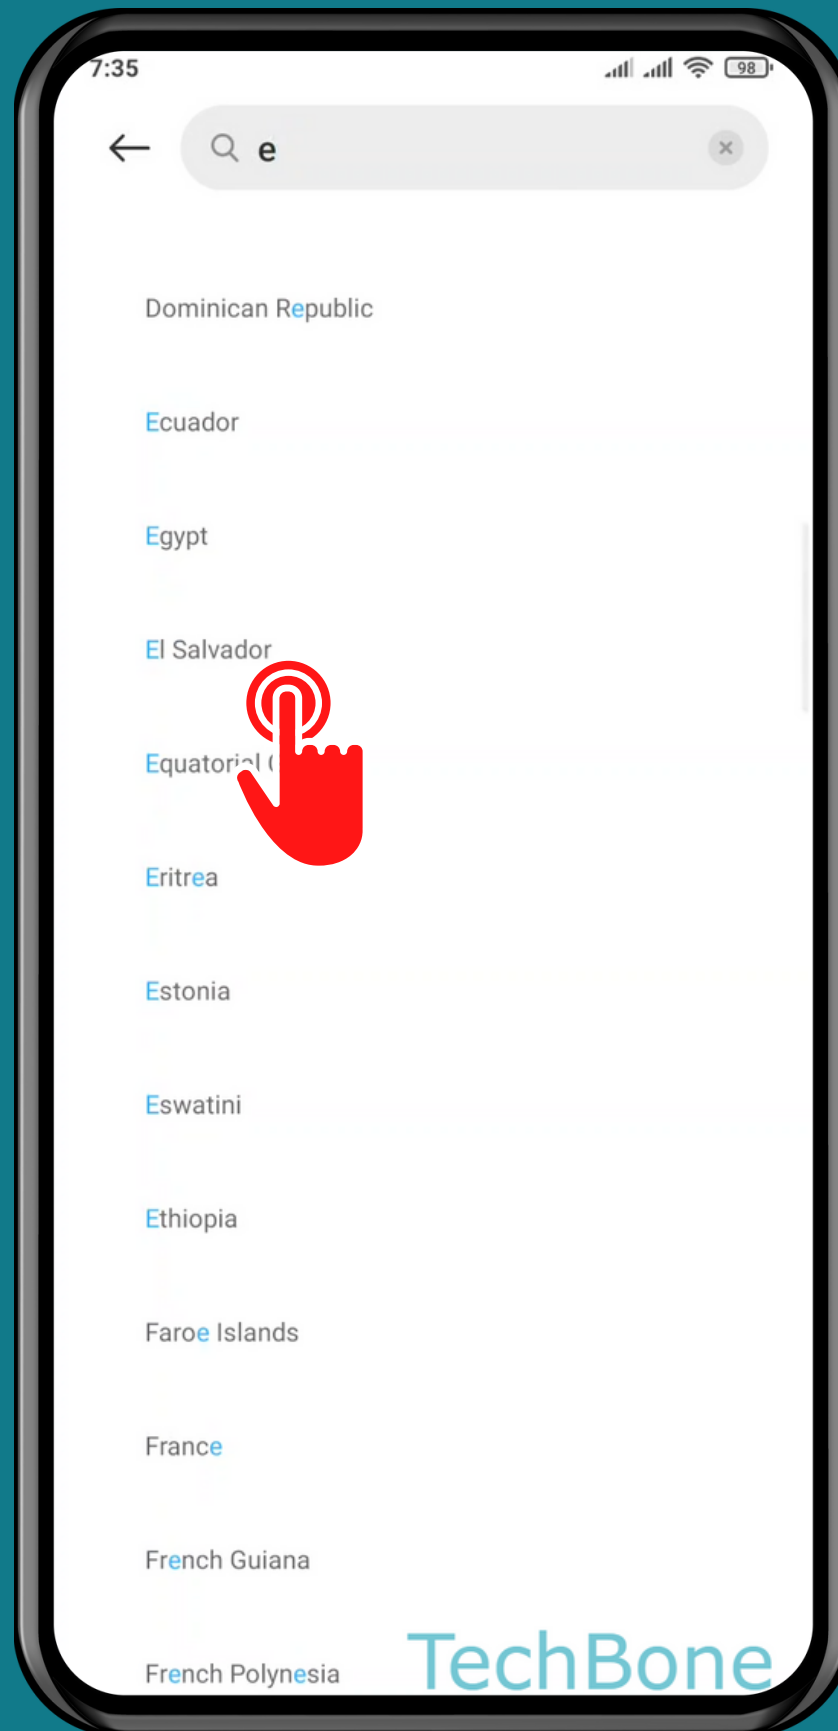 7:35
98
e
Dominican Republic
Ecuador
Egypt
El Salvador
Equatorial
Eritrea
Estonia
Eswatini
Ethiopia
Faroe Islands
France
French Guiana
French Polynesia
TechBone